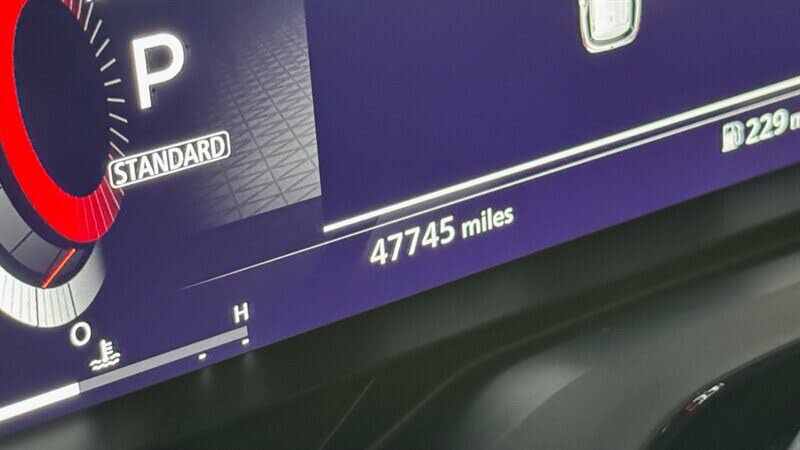 P
STANDARD
229
47745 miles
O
H